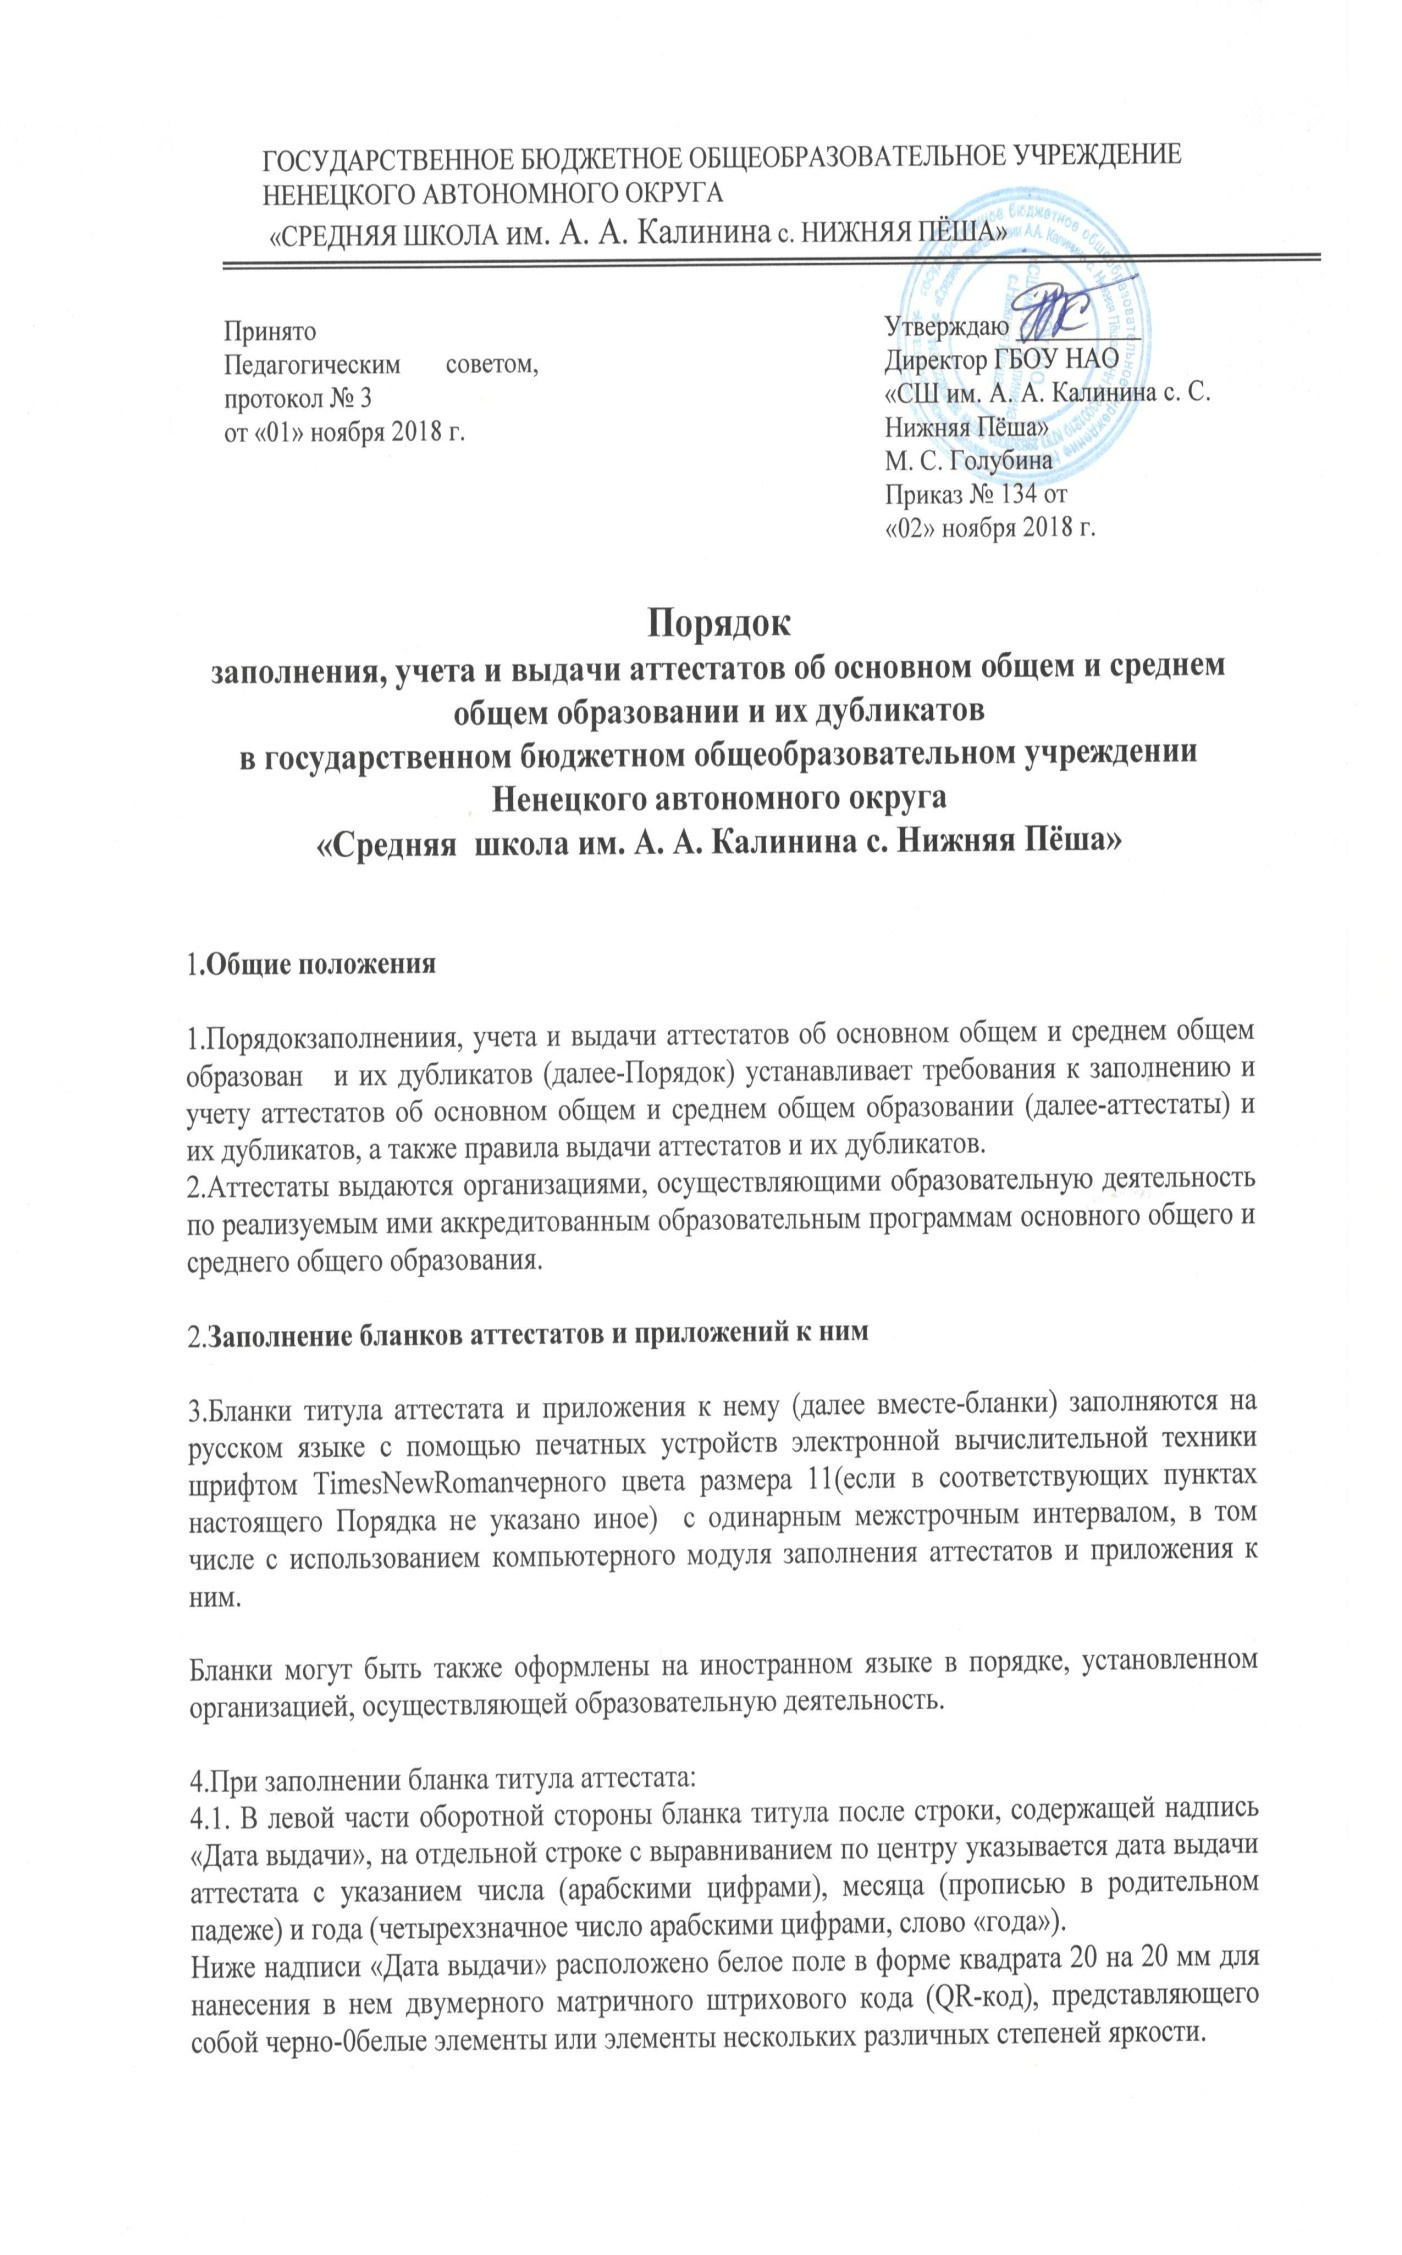 ГОСУДАРСТВЕННОЕ БЮДЖЕТНОЕ ОБЩЕОБРАЗОВАТЕЛЬНОЕ УЧРЕЖДЕНИЕ
НЕНЕЦКОГО АВТОНОМНОГО ОКРУГА
«СРЕДНЯЯ ШКОЛА им. А. А. Калинина с. НИЖНЯЯ ПЁША»
Принято
Педагогическим советом,
протокол № 3
от «01» ноября 2018 г.
Утверждаю
Директор ГБОУ НАО
«СШ им. А. А. Калинина с. С.
Нижняя Пёша»
М. С. Голубина
Приказ № 134 от
«02» ноября 2018 г.
Порядок
заполнения, учета и выдачи аттестатов об основном общем и среднем
общем образовании и их дубликатов
в государственном бюджетном общеобразовательном учреждении
Ненецкого автономного округа
«Средняя школа им. А. А. Калинина с. Нижняя Пёша»
1.Общие положения
1.Порядокзаполнениия, учета и выдачи аттестатов об основном общем и среднем общем
образован и их дубликатов (далее-Порядок) устанавливает требования к заполнению и
учету аттестатов об основном общем и среднем общем образовании (далее-аттестаты) и
их дубликатов, а также правила выдачи аттестатов и их дубликатов.
2.Аттестаты выдаются организациями, осуществляющими образовательную деятельность
по реализуемым ими аккредитованным образовательным программам основного общего и
среднего общего образования.
2.Заполнение бланков аттестатов и приложений к ним
3.Бланки титула аттестата и приложения к нему (далее вместе-бланки) заполняются на
русском языке с помощью печатных устройств электронной вычислительной техники
шрифтом TimesNewRomanчерного цвета размера 11(если в соответствующих пунктах
настоящего Порядка не указано иное) с одинарным межстрочным интервалом, в том
числе с использованием компьютерного модуля заполнения аттестатов и приложения к
ним.
Бланки могут быть также оформлены на иностранном языке в порядке, установленном
организацией, осуществляющей образовательную деятельность.
4.При заполнении бланка титула аттестата:
4.1. В левой части оборотной стороны бланка титула после строки, содержащей надпись
«Дата выдачи», на отдельной строке с выравниванием по центру указывается дата выдачи
аттестата с указанием числа (арабскими цифрами), месяца (прописью в родительном
падеже) и года (четырехзначное число арабскими цифрами, слово «года»).
Ниже надписи «Дата выдачи» расположено белое поле в форме квадрата 20 на 20 мм для
нанесения в нем двумерного матричного штрихового кода (QR-код), представляющего
собой черно-0белые элементы или элементы нескольких различных степеней яркости.